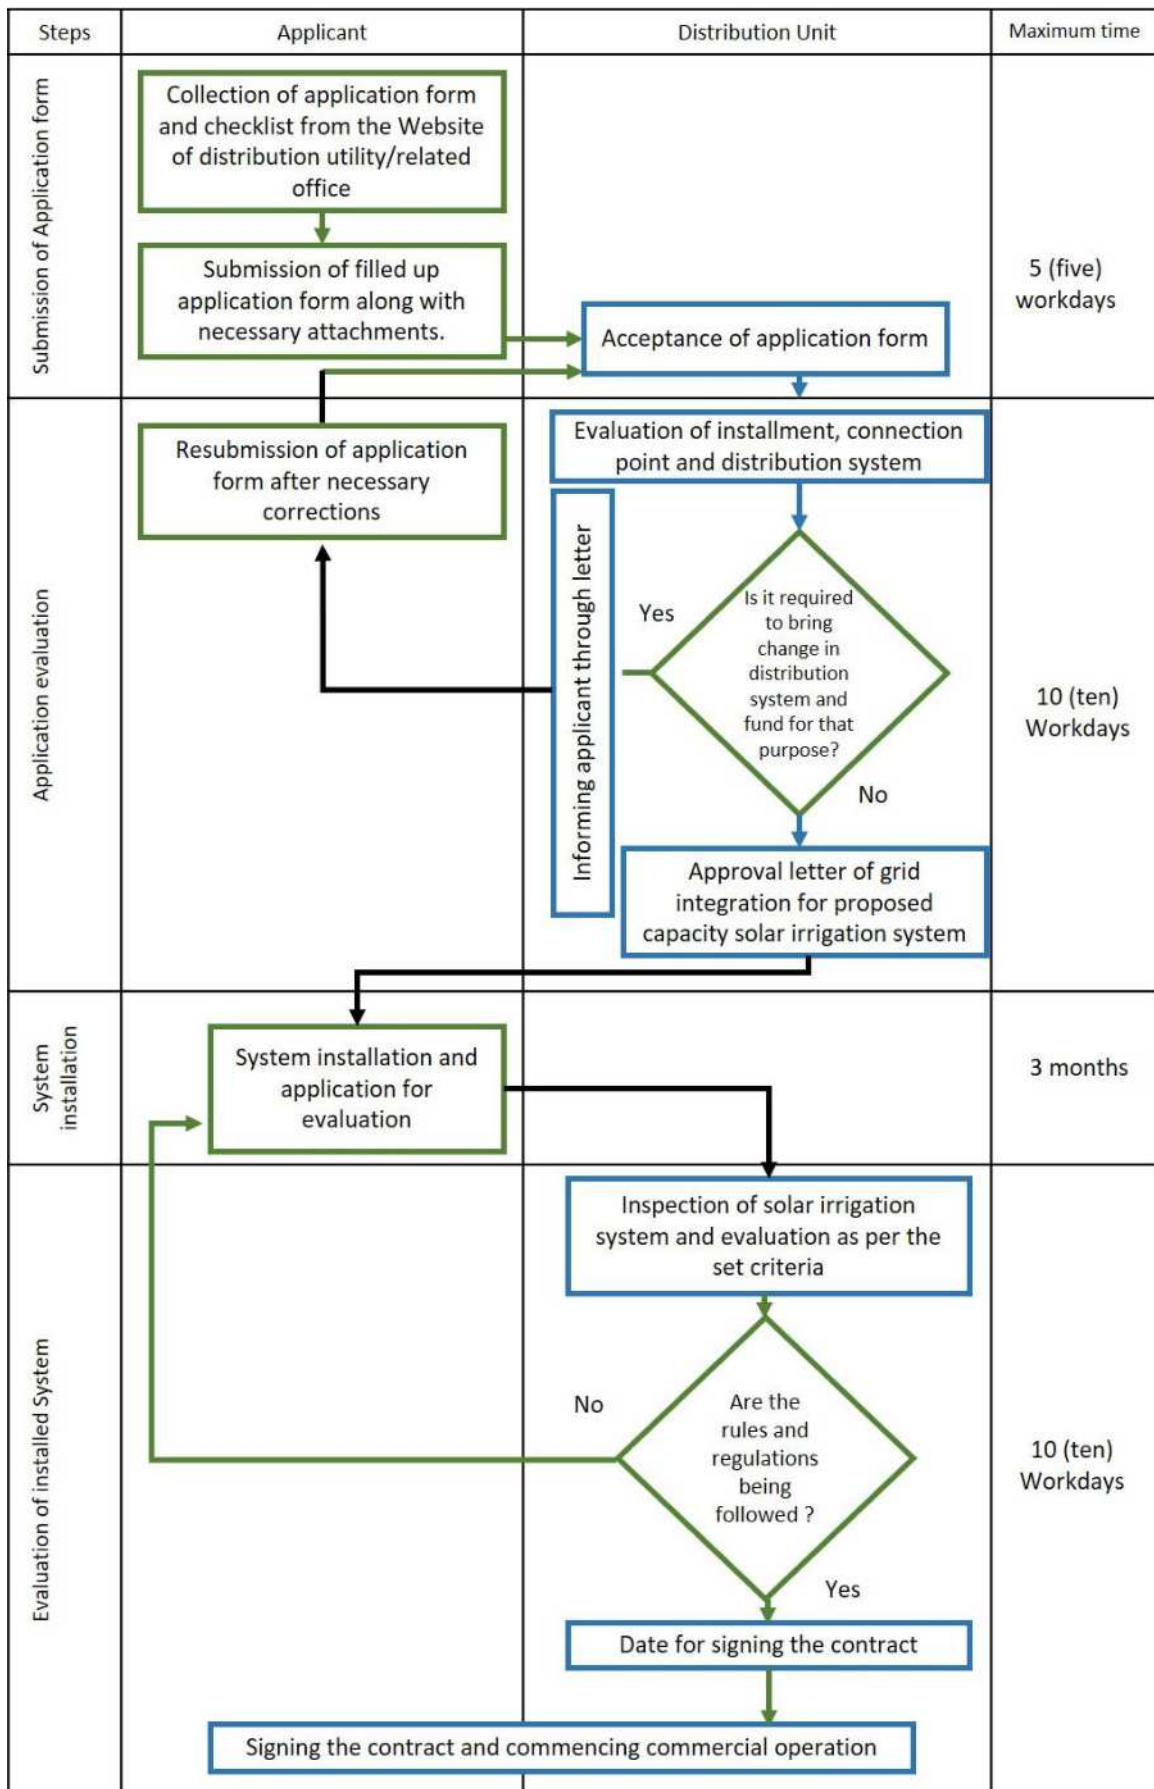 Steps
Applicant
Distribution Unit
Maximum time
Submission of Application form
Collection of application form
and checklist from the Website
of distribution utility/related
office
Submission of filled up
application form along with
necessary attachments.
Acceptance of application form
5 (five)
workdays
Application evaluation
Resubmission of application
form after necessary
corrections
Evaluation of installment, connection
point and distribution system
Informing applicant through letter
Yes
Is it required
to bring
change in
distribution
system and
fund for that
purpose?
No
Approval letter of grid
integration for proposed
capacity solar irrigation system
10 (ten)
Workdays
System
installation
System installation and
application for
evaluation
3 months
Evaluation of installed System
Inspection of solar irrigation
system and evaluation as per the
set criteria
No
Are the
rules and
regulations
being
followed ?
Yes
Date for signing the contract
Signing the contract and commencing commercial operation
10 (ten)
Workdays